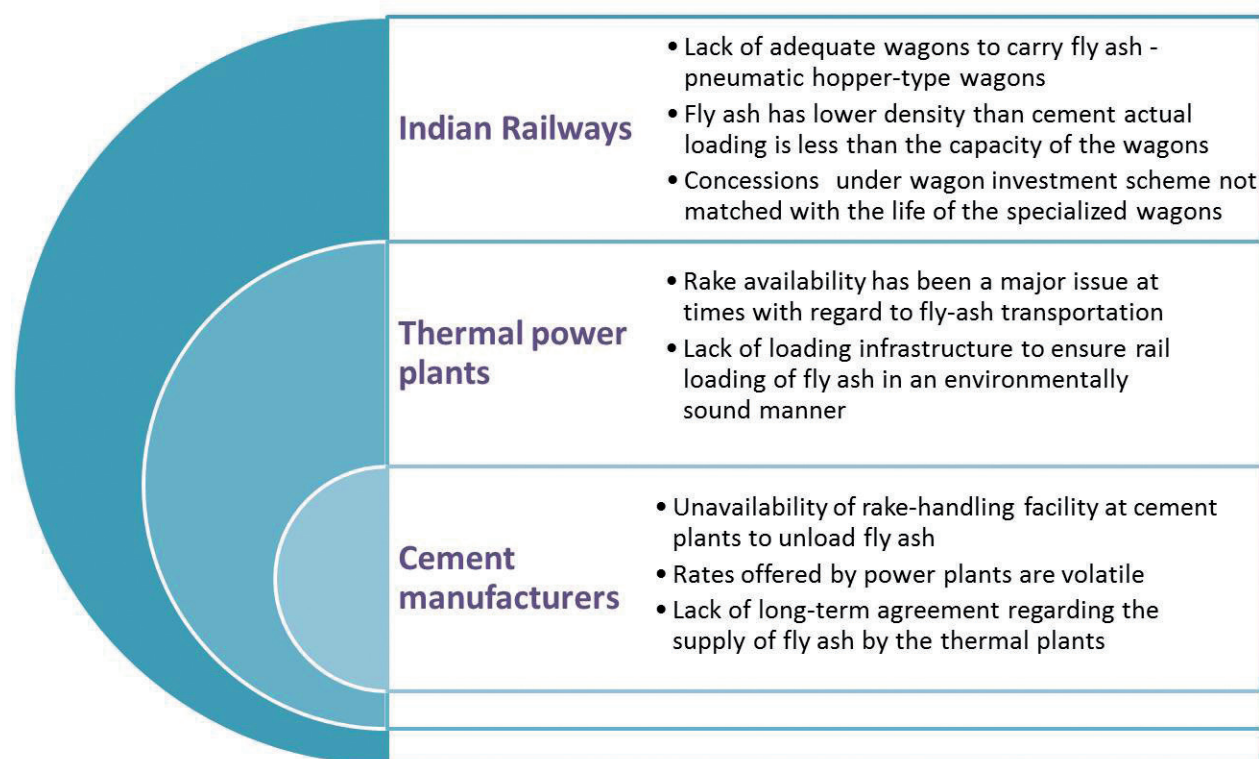 Indian Railways
• Lack of adequate wagons to carry fly ash -
pneumatic hopper-type wagons
• Fly ash has lower density than cement actual
loading is less than the capacity of the wagons
• Concessions under wagon investment scheme not
matched with the life of the specialized wagons
Thermal power
plants
• Rake availability has been a major issue at
times with regard to fly-ash transportation
• Lack of loading infrastructure to ensure rail
loading of fly ash in an environmentally
sound manner
Cement
manufacturers
• Unavailability of rake-handling facility at cement
plants to unload fly ash
• Rates offered by power plants are volatile
• Lack of long-term agreement regarding the
supply of fly ash by the thermal plants